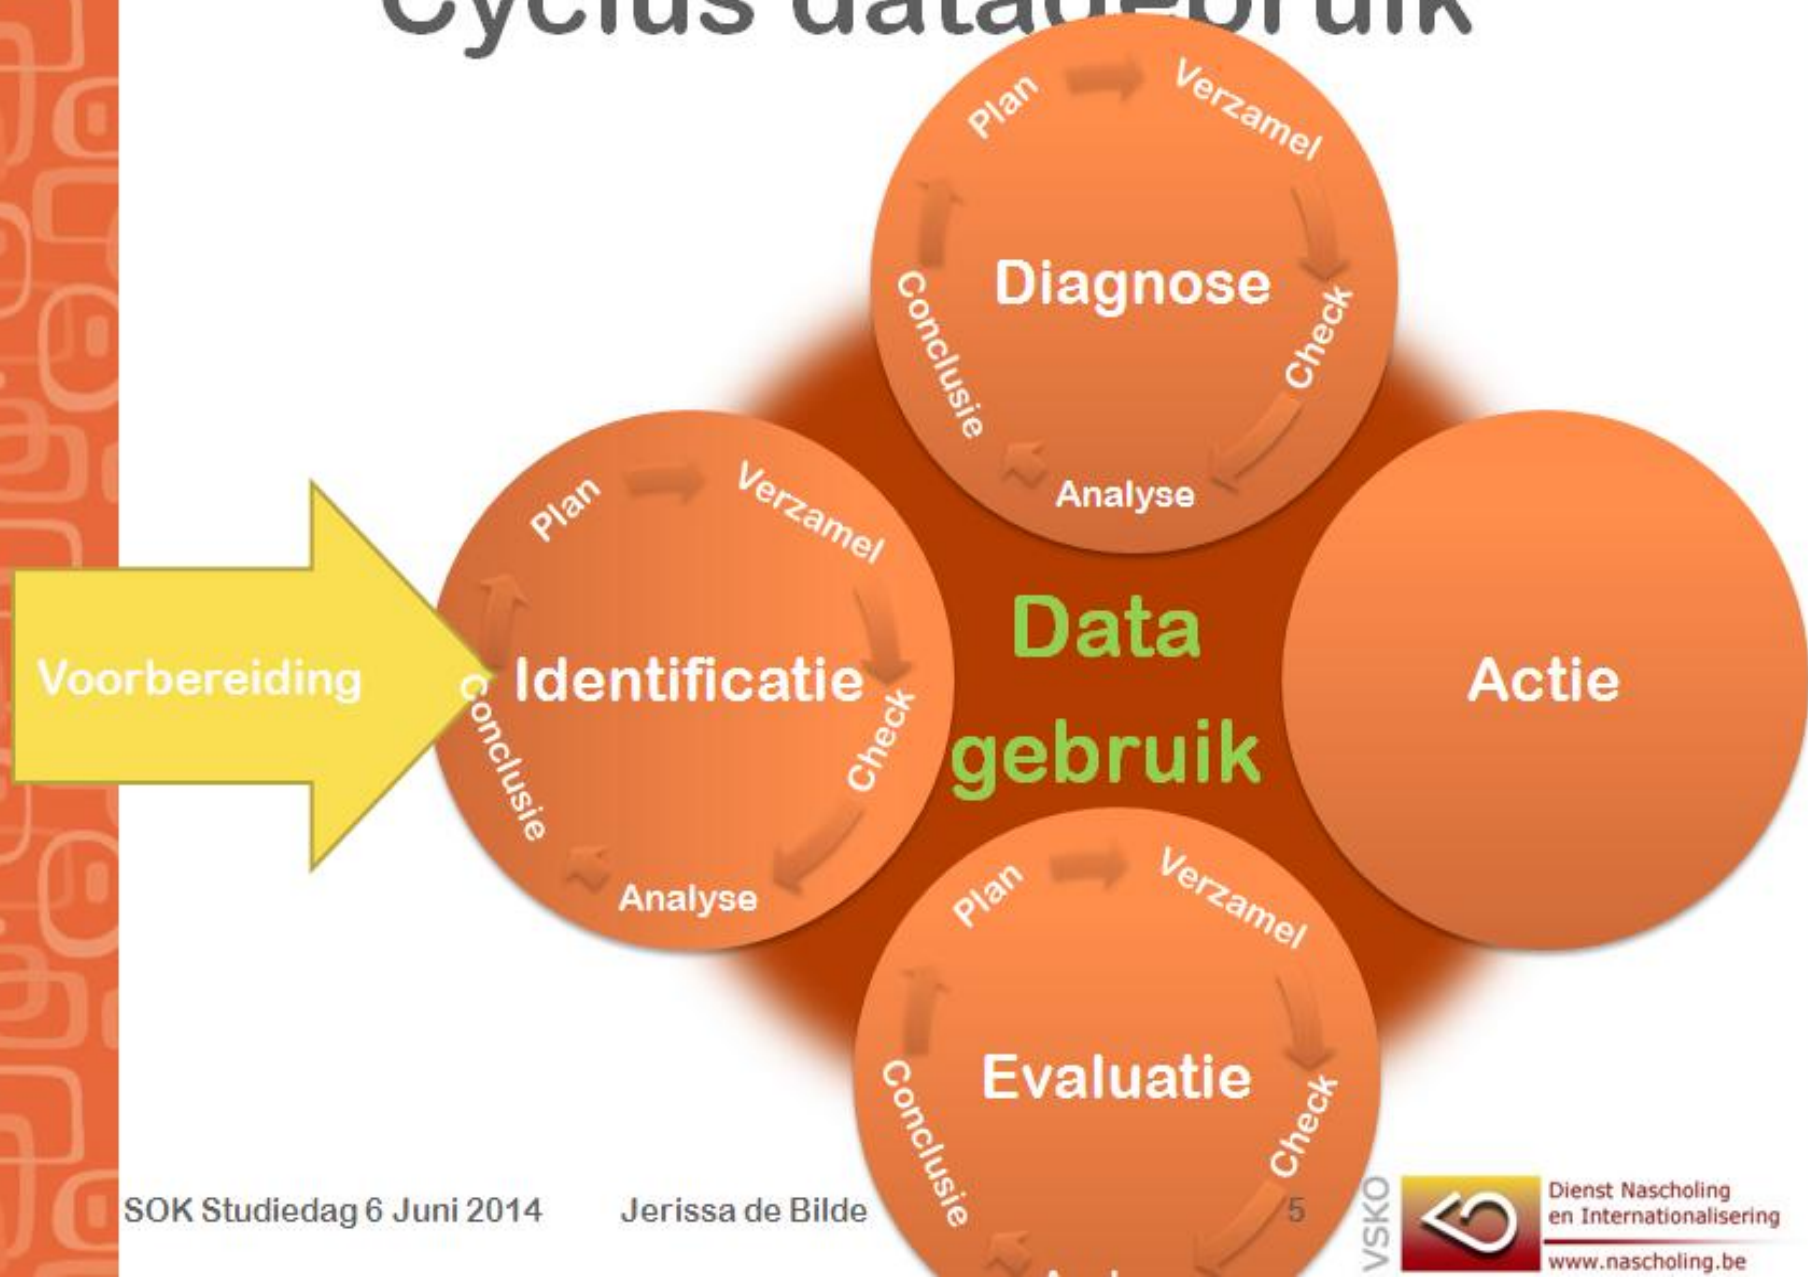 Cyclus datagebruik
Plan
Verzamel
Check
Analyse
Conclusie
Diagnose
Plan
Verzamel
Check
Analyse
Conclusie
Identificatie
Voorbereiding
Data
gebruik
Actie
Plan
Verzamel
Check
Conclusie
Evaluatie
SOK Studiedag 6 Juni 2014
Jerissa de Bilde
5
VSKO
Dienst Nascholing
en Internationalisering
www.nascholing.be